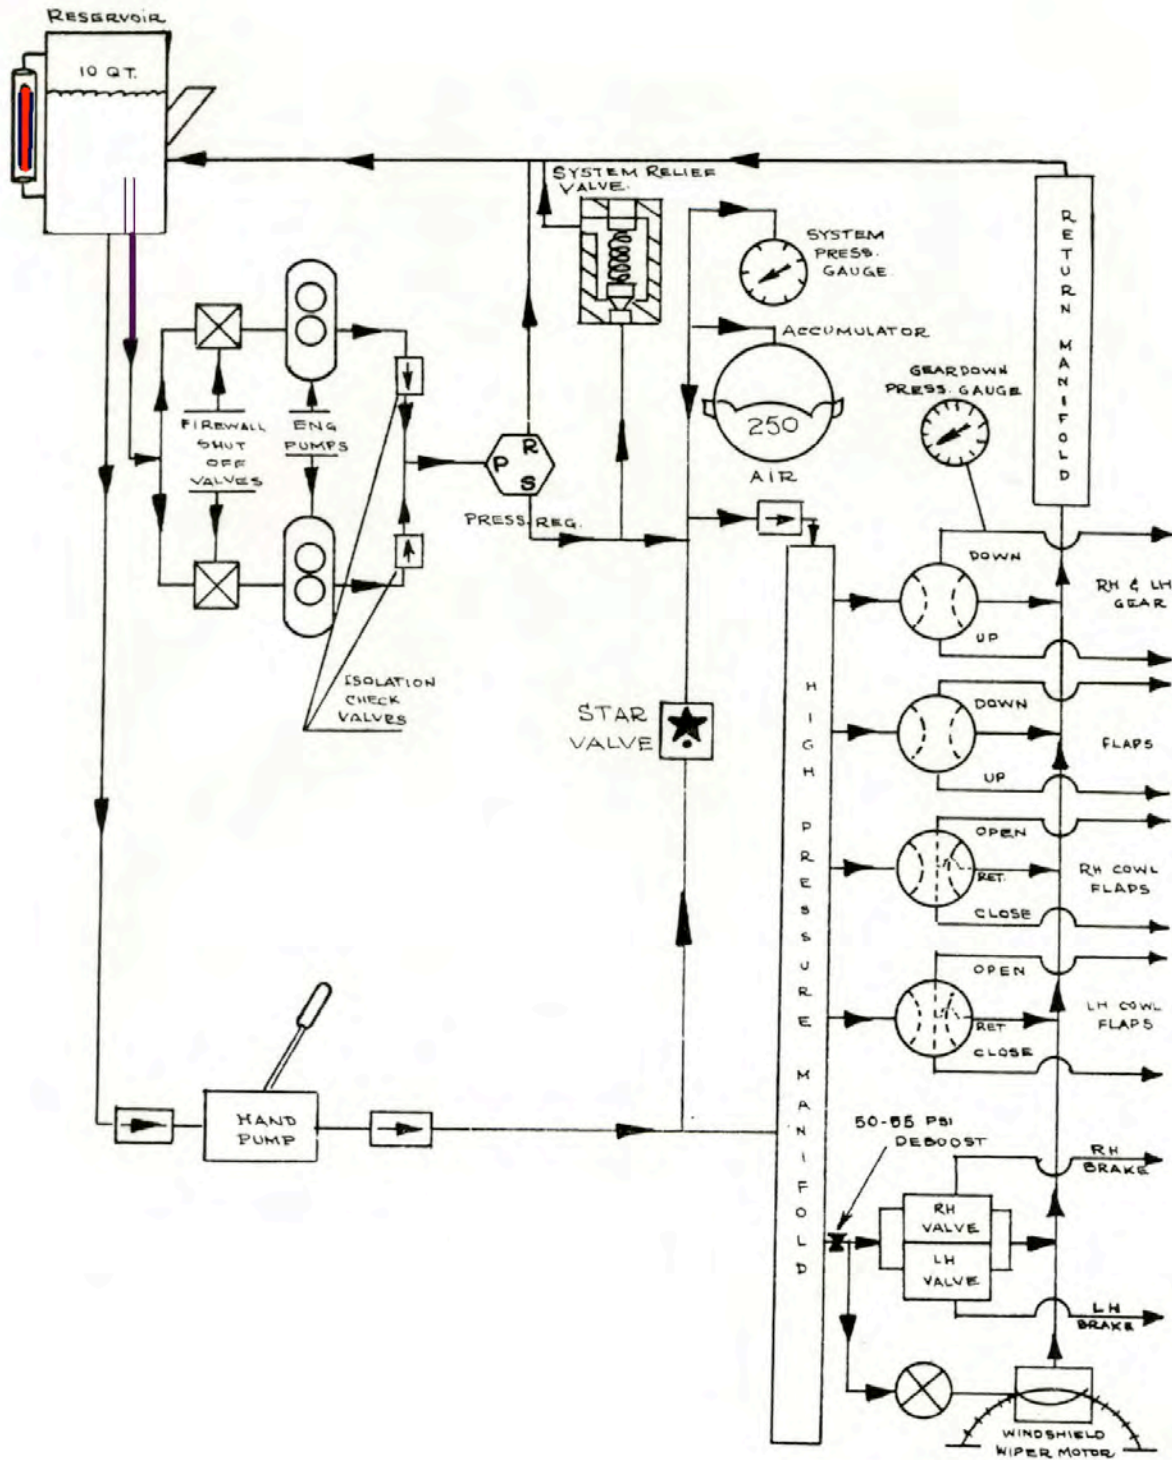 RESERVOIR
10 QT.
SYSTEM RELIEF
VALVE.
SYSTEM
PRESS.
GAUGE.
RETURN MANIFOLD
ACCUMULATOR
250
AIR
GEARDOWN
PRESS. GAUGE
FIREWALL
SHUT
OFF
VALVES
ENG
PUMPS
P R S
PRESS. REG.
ISOLATION
CHECK
VALVES
STAR
VALVE
HIGH PRESSURE MANIFOLD
DOWN
RH & LH
GEAR
UP
DOWN
FLAPS
UP
OPEN
RET.
RH COWL
FLAPS
CLOSE
OPEN
RET
LH COWL
FLAPS
CLOSE
HAND
PUMP
50-55 PSI
DEBOOST
RH
BRAKE
RH
VALVE
LH
VALVE
LH
BRAKE
WINDSHIELD
WIPER MOTOR